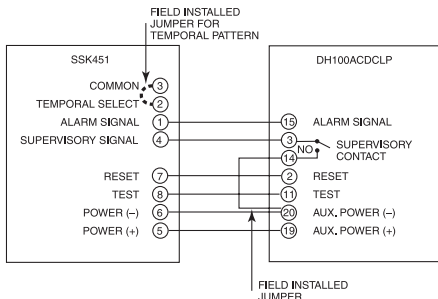 FIELD INSTALLED
JUMPER FOR
TEMPORAL PATTERN
SSK451
DH100ACDCLP
COMMON 3
TEMPORAL SELECT 2
ALARM SIGNAL 1 15 ALARM SIGNAL
SUPERVISORY SIGNAL 4 3 SUPERVISORY
NO CONTACT
14
RESET 7 2 RESET
TEST 8 11 TEST
POWER (–) 6 20 AUX. POWER (–)
POWER (+) 5 19 AUX. POWER (+)
FIELD INSTALLED
JUMPER